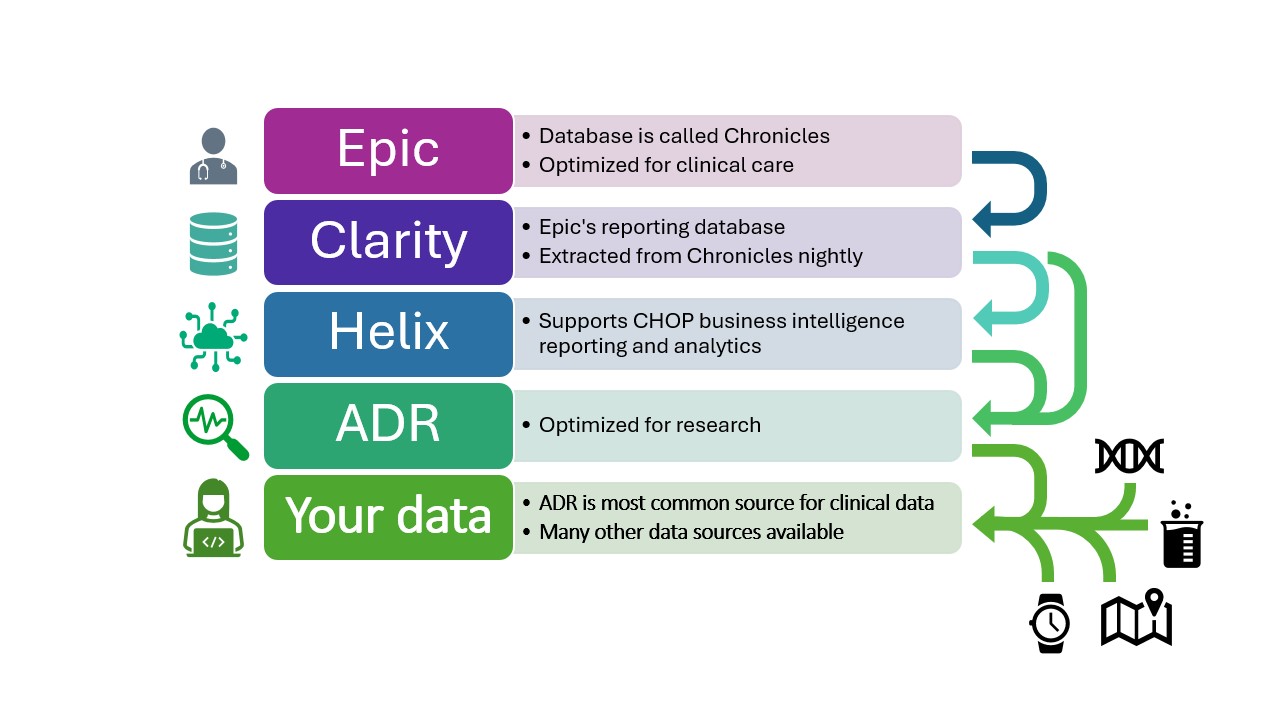 Epic
• Database is called Chronicles
• Optimized for clinical care
Clarity
• Epic's reporting database
• Extracted from Chronicles nightly
Helix
• Supports CHOP business intelligence
reporting and analytics
ADR
• Optimized for research
Your data
• ADR is most common source for clinical data
• Many other data sources available